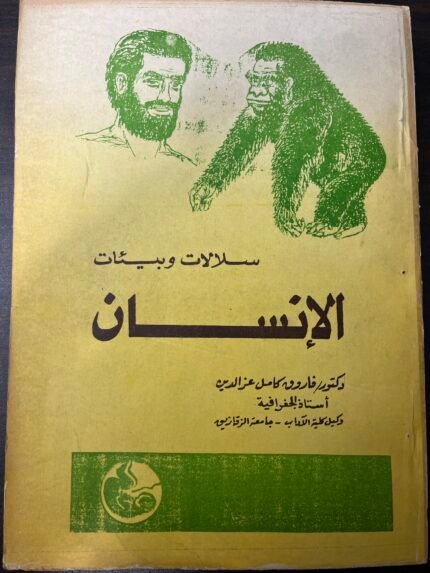 سلالات وبيئات
الإنسان
دكتور/فاروق كامل عز الدين
أستاذ الجغرافية
وكيل كلية الآداب - جامعة الزقازيق